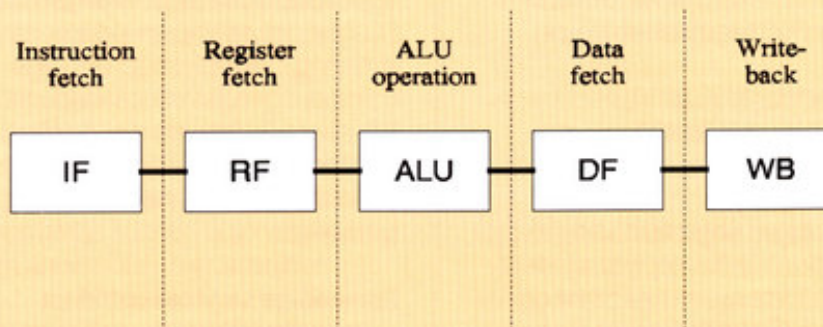 Instruction
fetch
Register
fetch
ALU
operation
Data
fetch
Write-
back
IF
RF
ALU
DF
WB